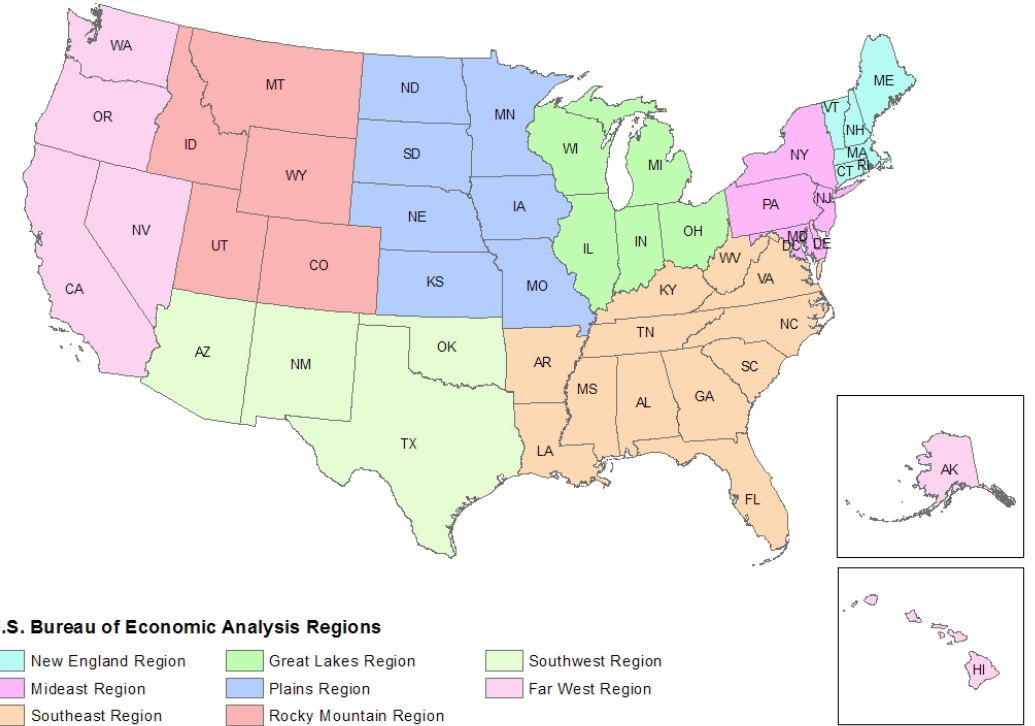 WA
MT
ND
MN
ME
VT
NH
OR
ID
SD
WI
MI
NY
MA
CT
RI
WY
NE
IA
PA
NJ
NV
UT
CO
IL
IN
OH
MD
DC
DE
WV
CA
KS
MO
KY
VA
AZ
NM
OK
AR
TN
NC
MS
AL
GA
SC
TX
LA
FL
AK
HI
.S. Bureau of Economic Analysis Regions
New England Region
Great Lakes Region
Southwest Region
Mideast Region
Plains Region
Far West Region
Southeast Region
Rocky Mountain Region